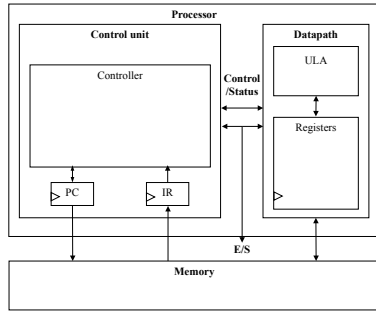 Processor
Control unit
Datapath
Controller
Control
/Status
ULA
Registers
PC
IR
E/S
Memory